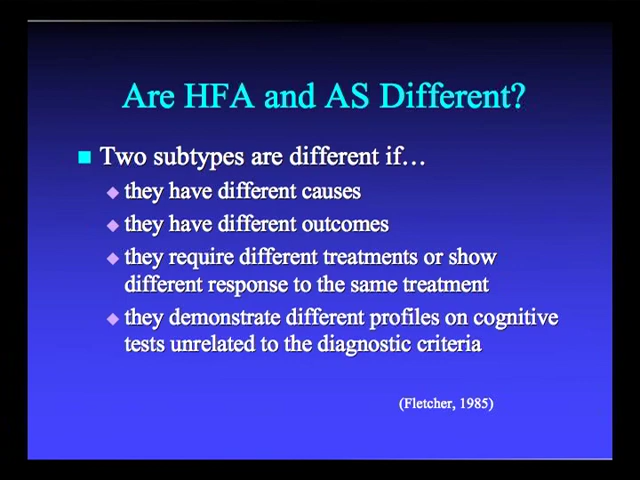 Are HFA and AS Different?
Two subtypes are different if…
they have different causes
they have different outcomes
they require different treatments or show
different response to the same treatment
they demonstrate different profiles on cognitive
tests unrelated to the diagnostic criteria
(Fletcher, 1985)